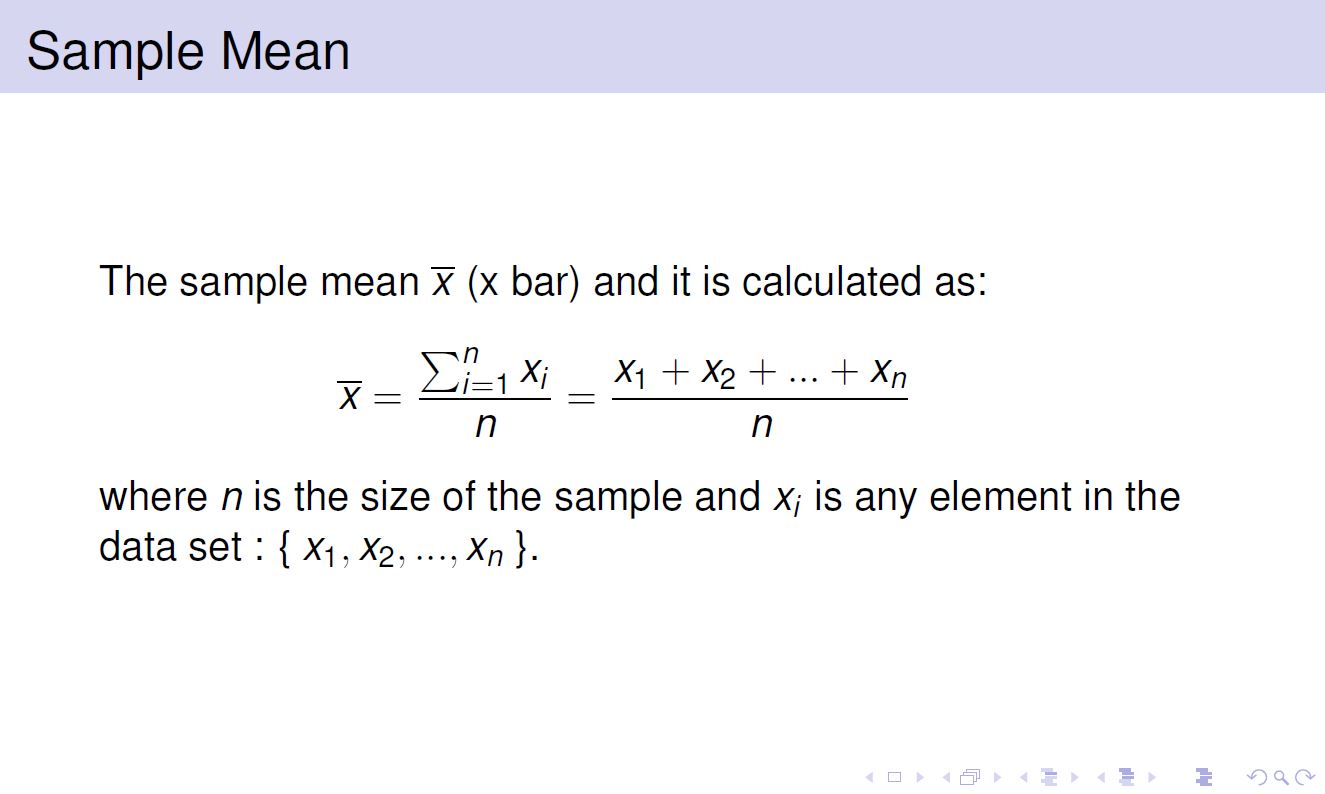 Sample Mean
The sample mean x̅ (x bar) and it is calculated as:
x̅ = \frac{\sum_{i=1}^{n} x_i}{n} = \frac{x_1 + x_2 + ... + x_n}{n}
where n is the size of the sample and x_i is any element in the
data set : { x_1, x_2, ..., x_n }.